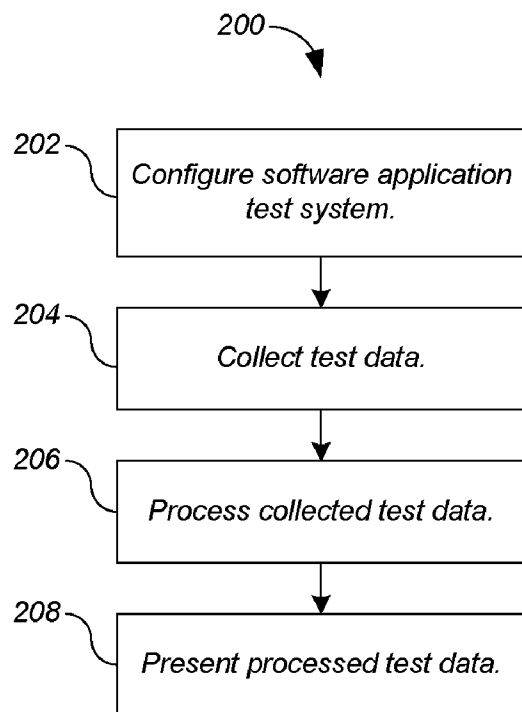 200
202
Configure software application
test system.
204
Collect test data.
206
Process collected test data.
208
Present processed test data.